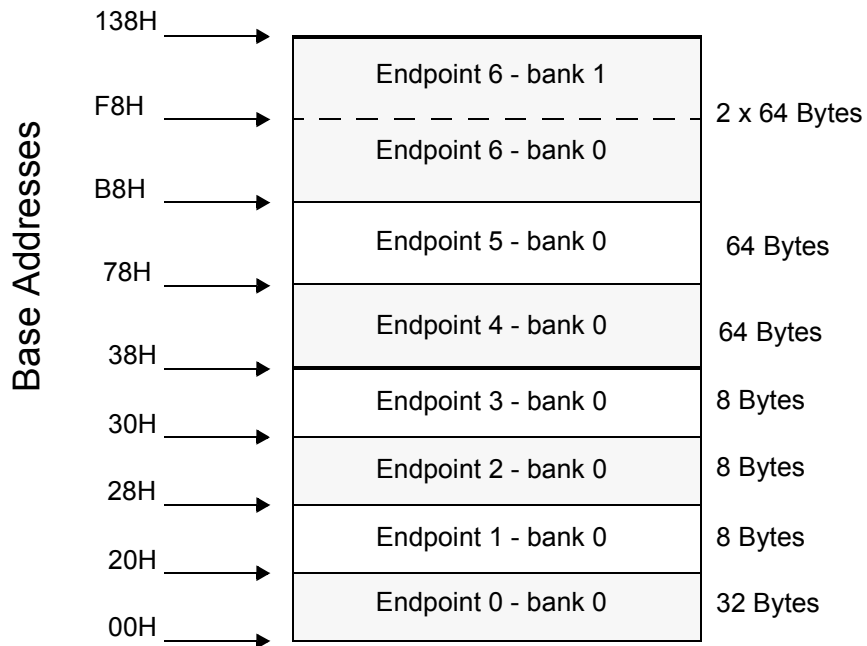 138H
Endpoint 6 - bank 1
F8H
2 x 64 Bytes
Endpoint 6 - bank 0
B8H
Endpoint 5 - bank 0
64 Bytes
78H
Endpoint 4 - bank 0
64 Bytes
38H
Endpoint 3 - bank 0
8 Bytes
30H
Endpoint 2 - bank 0
8 Bytes
28H
Endpoint 1 - bank 0
8 Bytes
20H
Endpoint 0 - bank 0
32 Bytes
00H
Base Addresses